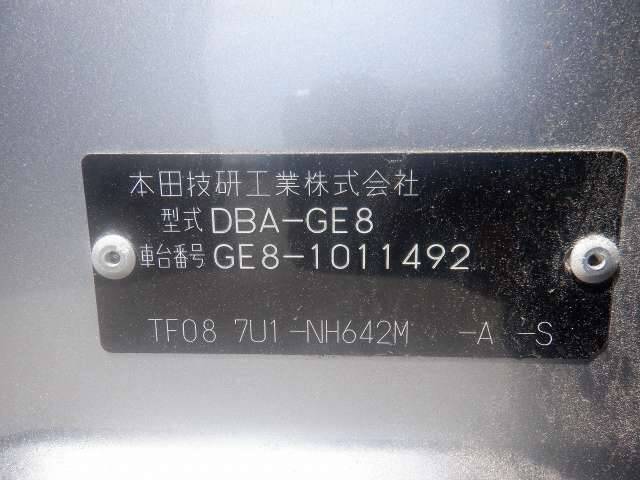 本田技研工業株式会社
型式 DBA-GE8
車台番号 GE8-1011492
TF08 7U1-NH642M -A -S